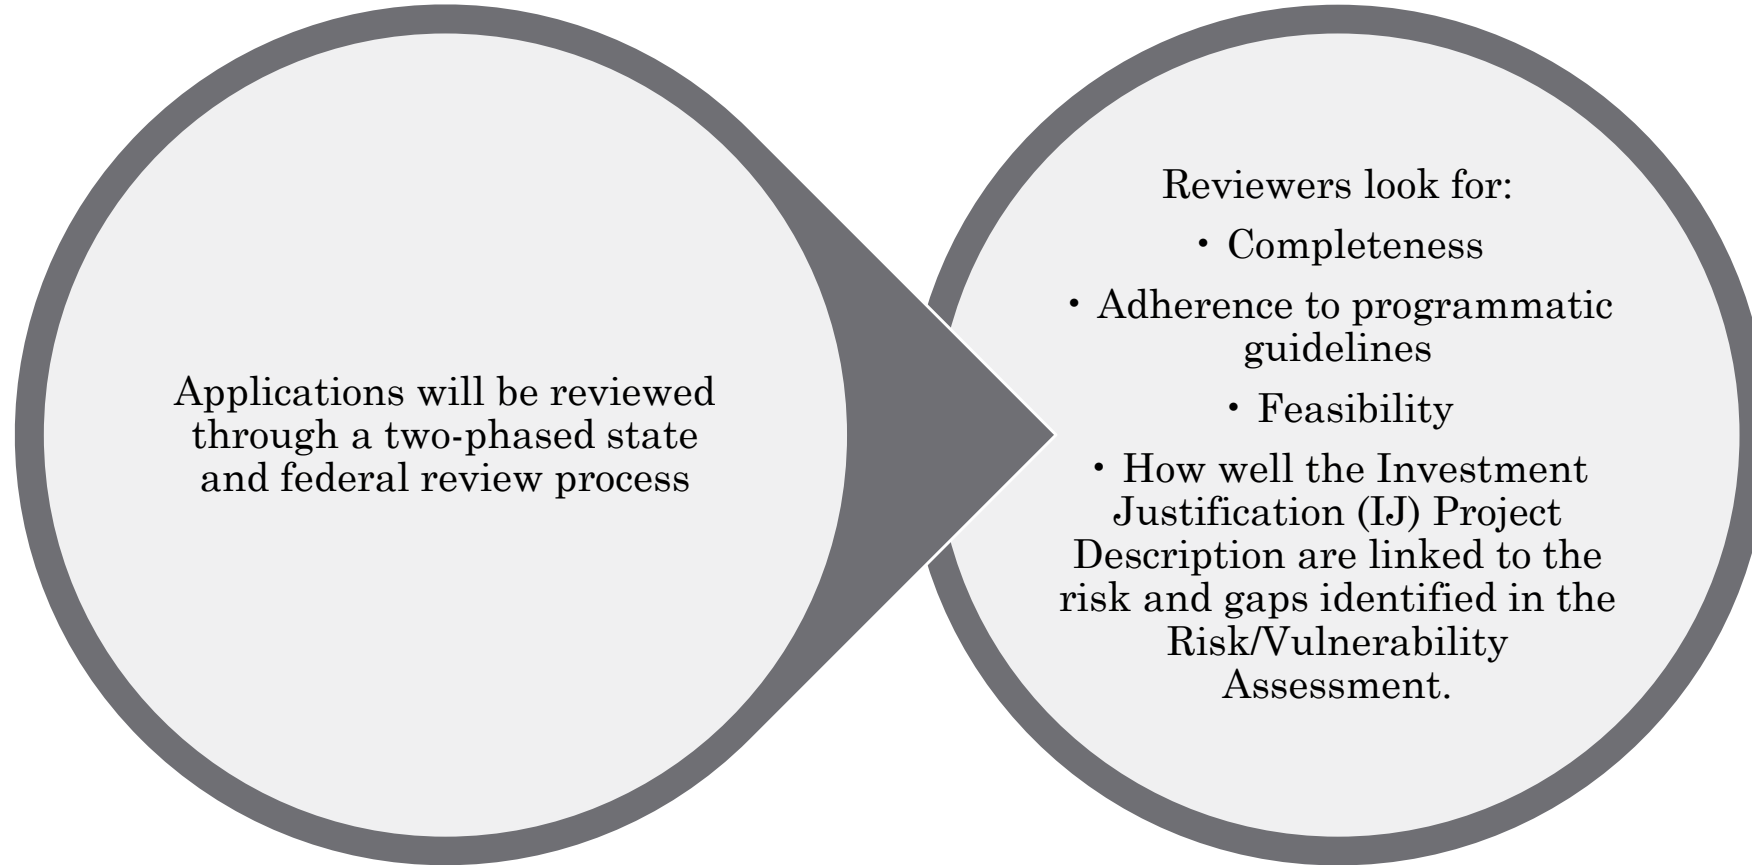 Applications will be reviewed
through a two-phased state
and federal review process
Reviewers look for:
• Completeness
• Adherence to programmatic
guidelines
• Feasibility
• How well the Investment
Justification (IJ) Project
Description are linked to the
risk and gaps identified in the
Risk/Vulnerability
Assessment.